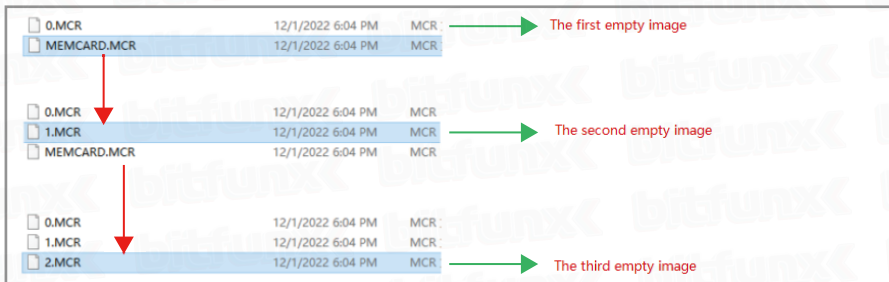 0.MCR 12/1/2022 6:04 PM MCR The first empty image
MEMCARD.MCR 12/1/2022 6:04 PM MCR
0.MCR 12/1/2022 6:04 PM MCR
1.MCR 12/1/2022 6:04 PM MCR The second empty image
MEMCARD.MCR 12/1/2022 6:04 PM MCR
0.MCR 12/1/2022 6:04 PM MCR
1.MCR 12/1/2022 6:04 PM MCR
2.MCR 12/1/2022 6:04 PM MCR The third empty image
bitfunx